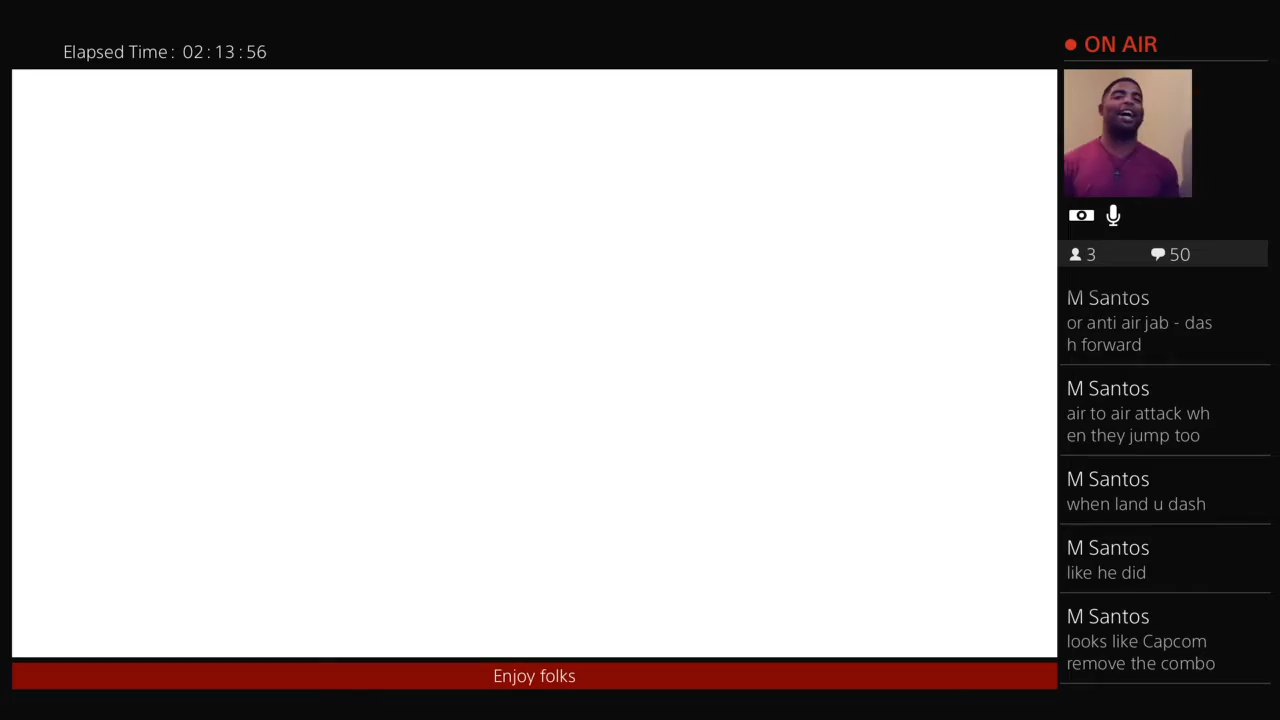 Elapsed Time: 02:13:56
ON AIR
3 50
M Santos
or anti air jab - das
h forward
M Santos
air to air attack wh
en they jump too
M Santos
when land u dash
M Santos
like he did
M Santos
looks like Capcom
remove the combo
Enjoy folks